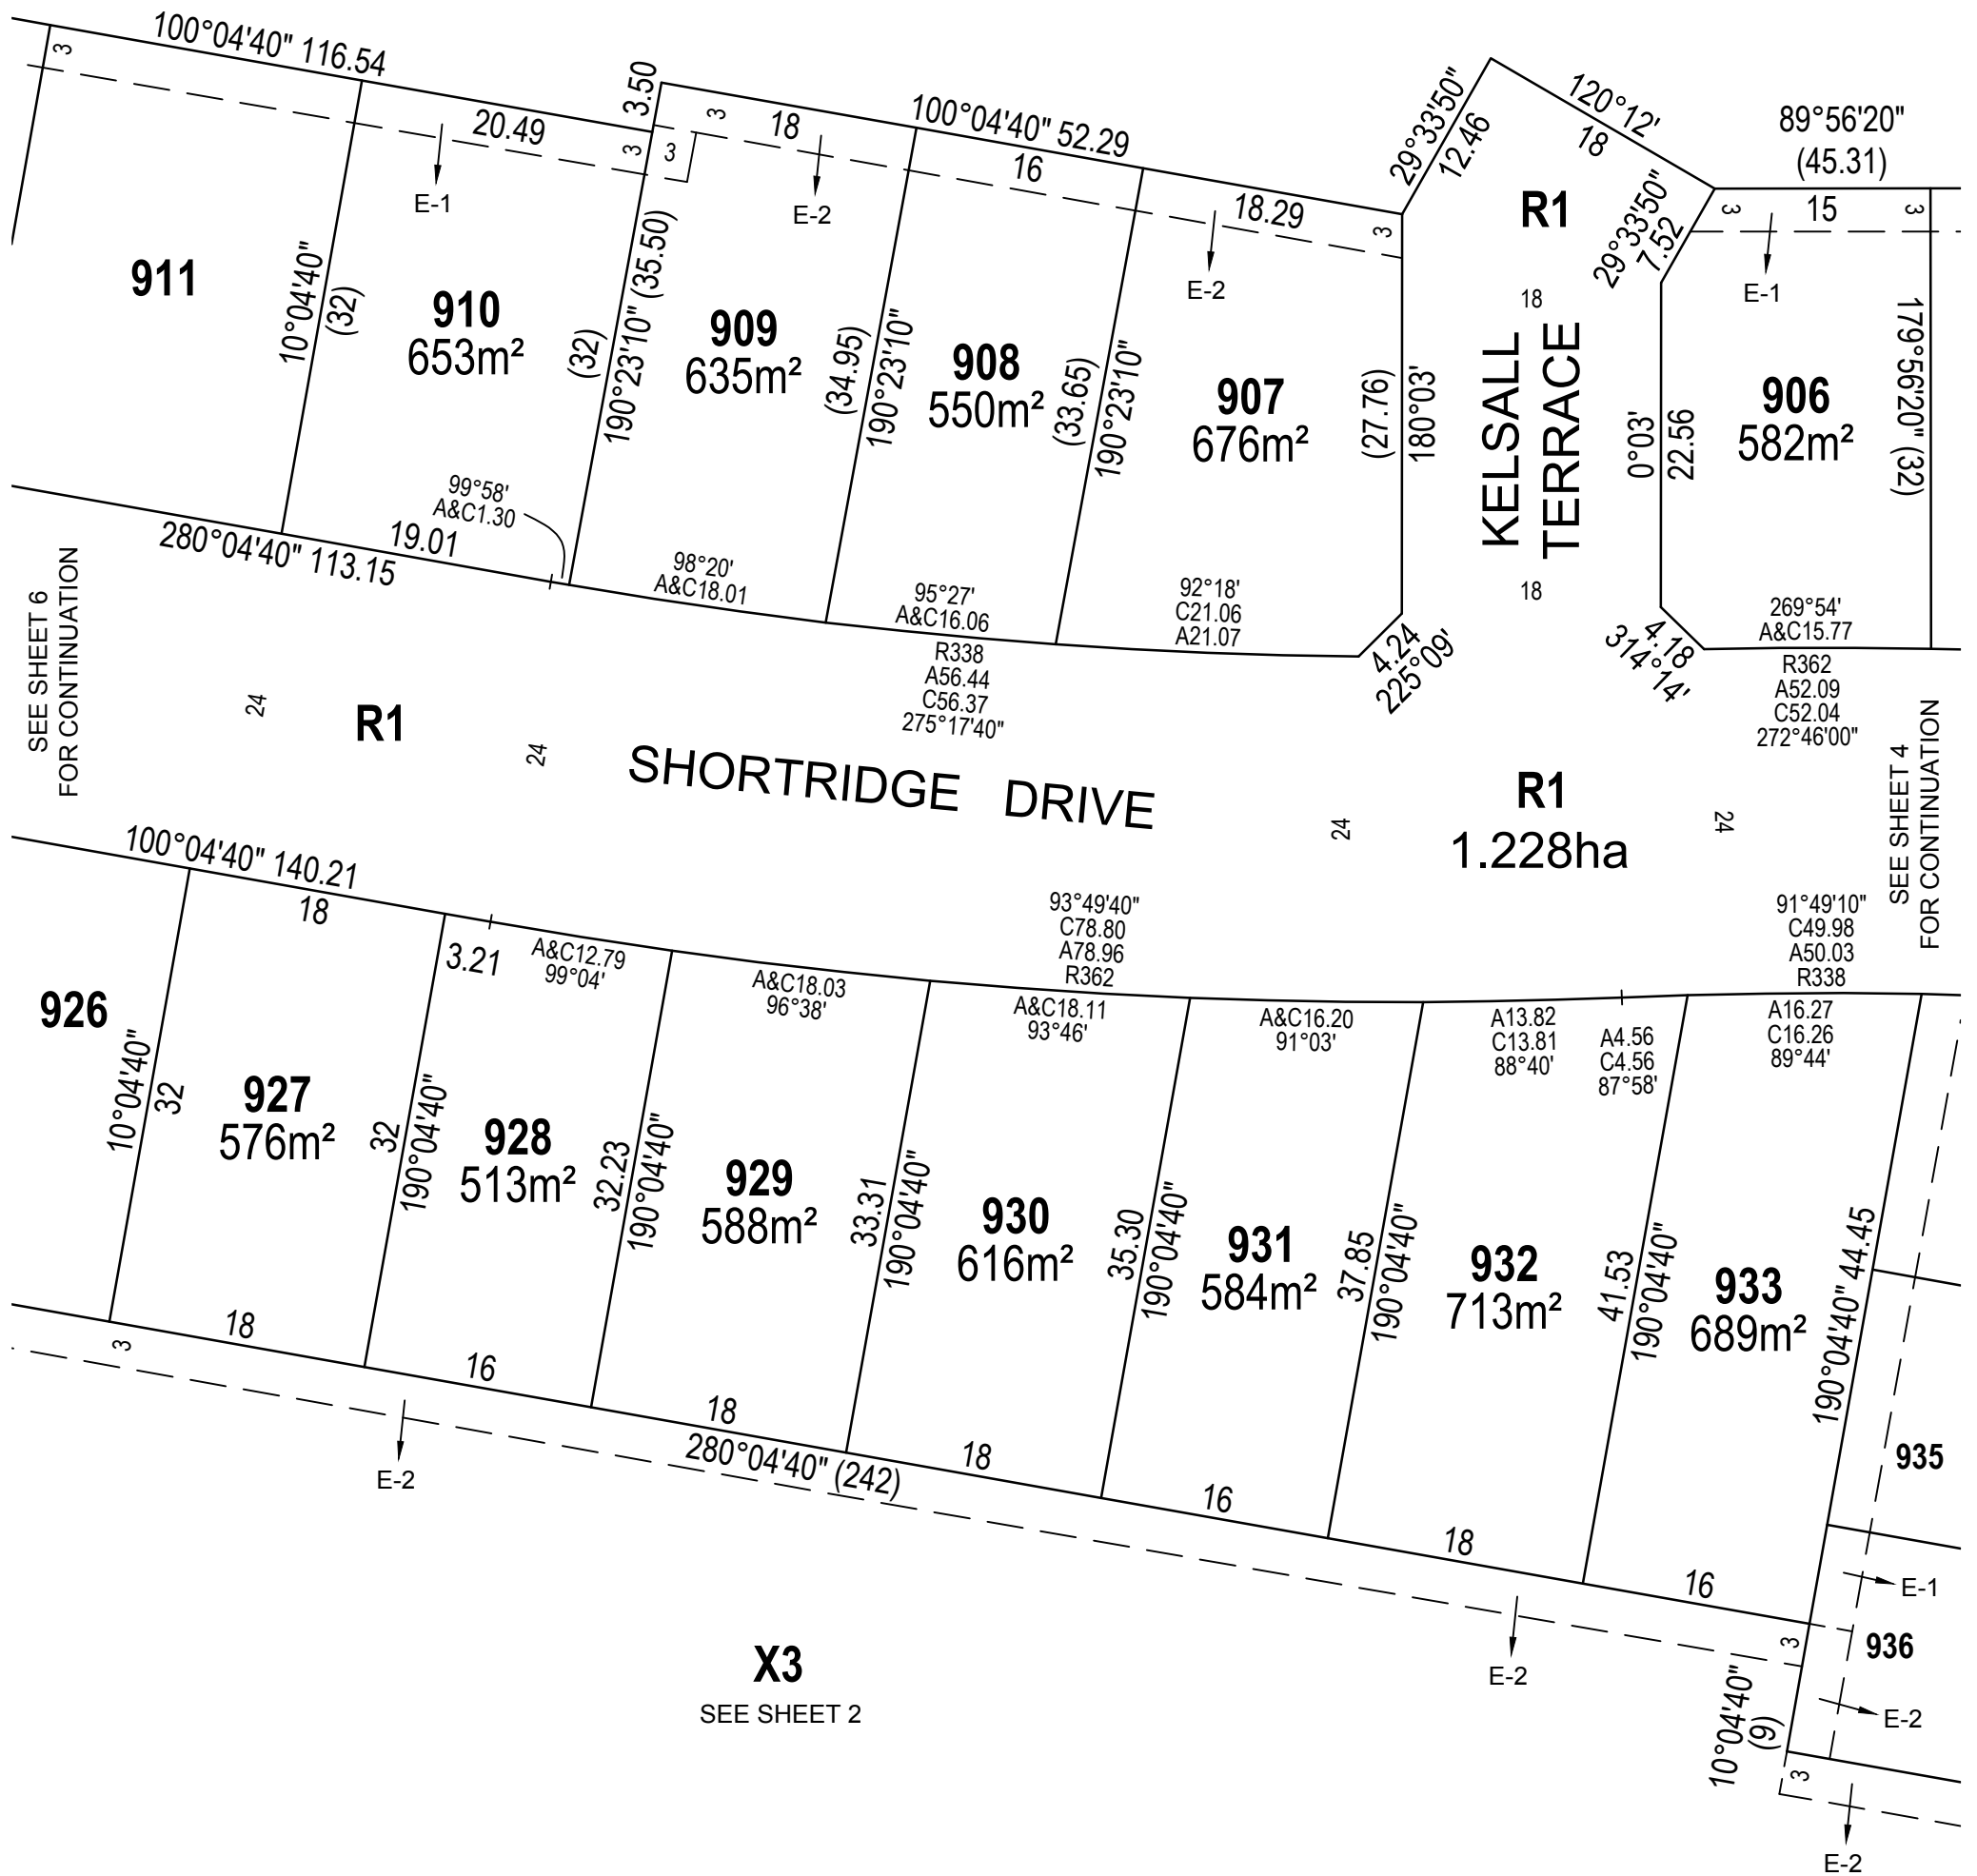 100°04'40" 116.54
3
20.49
E-1
3
3.50
3
3
18
100°04'40" 52.29
E-2
16
18.29
3
E-2
29°33'50"
12.46
120°12'
18
R1
29°33'50"
7.52
89°56'20"
(45.31)
3
15
3
E-1
911
10°04'40"
(32)
910
653m²
(32)
190°23'10" (35.50)
909
635m²
(34.95)
190°23'10"
908
550m²
(33.65)
190°23'10"
907
676m²
(27.76)
180°03'
18
KELSALL
TERRACE
18
0°03'
22.56
906
582m²
179°56'20" (32)
280°04'40" 113.15
19.01
99°58'
A&C1.30
98°20'
A&C18.01
95°27'
A&C16.06
92°18'
C21.06
A21.07
4.24
225°09'
4.18
314°14'
269°54'
A&C15.77
R338
A56.44
C56.37
275°17'40"
R362
A52.09
C52.04
272°46'00"
SEE SHEET 6
FOR CONTINUATION
24
R1
24
SHORTRIDGE DRIVE
24
R1
1.228ha
24
SEE SHEET 4
FOR CONTINUATION
100°04'40" 140.21
18
3.21
A&C12.79
99°04'
A&C18.03
96°38'
93°49'40"
C78.80
A78.96
R362
A&C18.11
93°46'
A&C16.20
91°03'
A13.82
C13.81
88°40'
A4.56
C4.56
87°58'
91°49'10"
C49.98
A50.03
R338
A16.27
C16.26
89°44'
926
10°04'40"
32
927
576m²
32
190°04'40"
928
513m²
32.23
190°04'40"
929
588m²
33.31
190°04'40"
930
616m²
35.30
190°04'40"
931
584m²
37.85
190°04'40"
932
713m²
41.53
190°04'40"
933
689m²
190°04'40" 44.45
935
3
18
16
18
280°04'40" (242)
18
16
18
16
E-2
E-2
E-1
936
3
E-2
10°04'40"
(9)
3
E-2
X3
SEE SHEET 2